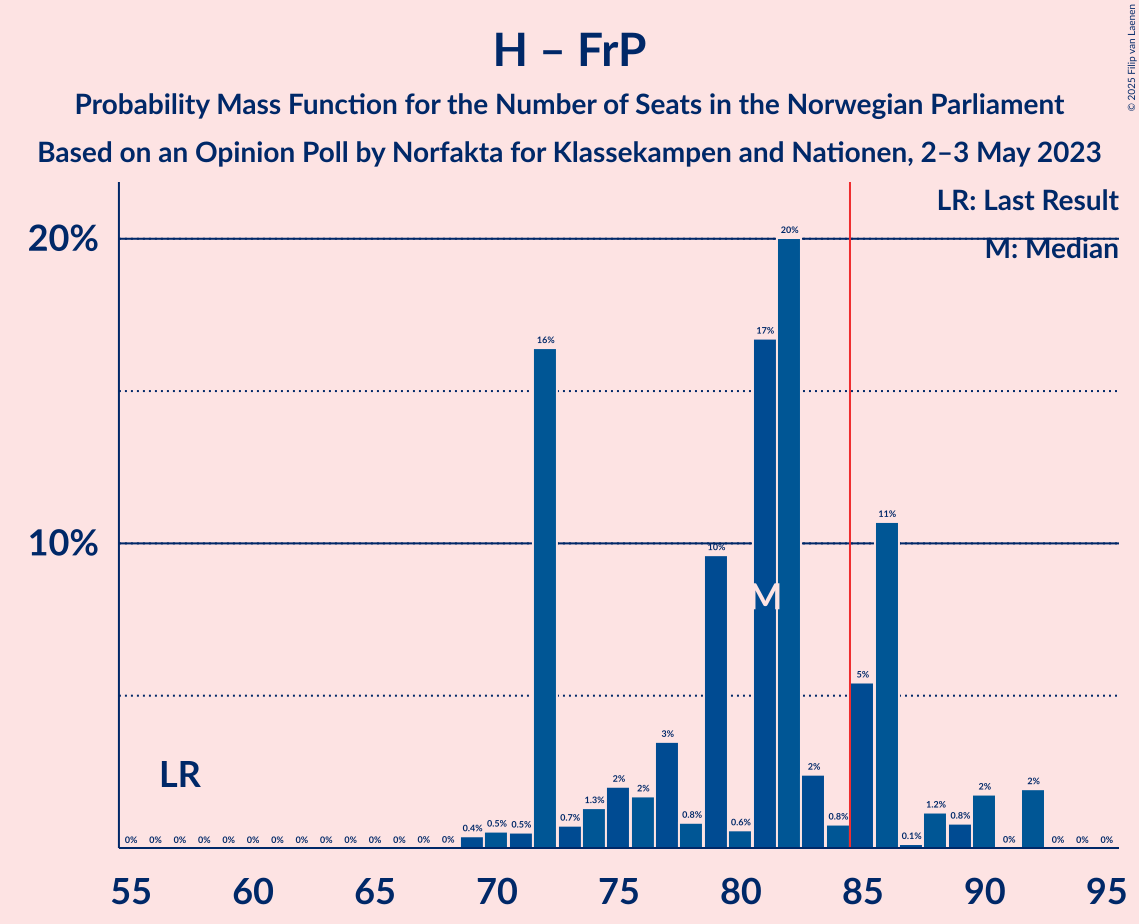 H – FrP
Probability Mass Function for the Number of Seats in the Norwegian Parliament
Based on an Opinion Poll by Norfakta for Klassekampen and Nationen, 2–3 May 2023
© 2025 Filip van Laenen
LR: Last Result
M: Median
20%
10%
LR
M
0% 0% 0% 0% 0% 0% 0% 0% 0% 0% 0% 0% 0% 0% 0.4% 0.5% 0.5% 16% 0.7% 1.3% 2% 2% 3% 0.8% 10% 0.6% 17% 20% 2% 0.8% 5% 11% 0.1% 1.2% 0.8% 2% 0% 2% 0% 0% 0%
55 60 65 70 75 80 85 90 95